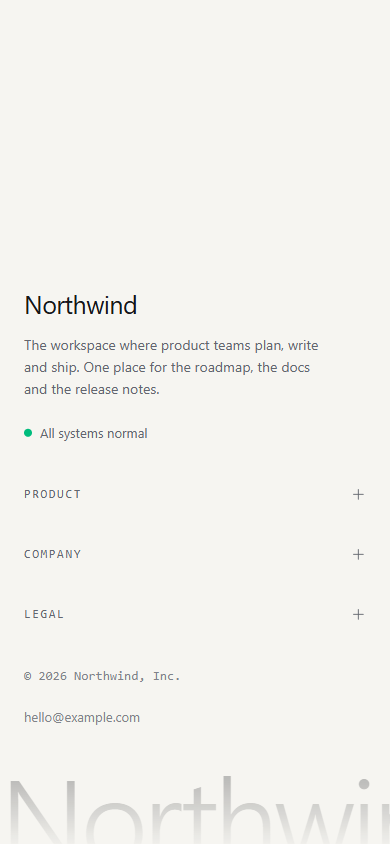 Northwind
The workspace where product teams plan, write
and ship. One place for the roadmap, the docs
and the release notes.
All systems normal
PRODUCT
COMPANY
LEGAL
© 2026 Northwind, Inc.
hello@example.com
Northwi